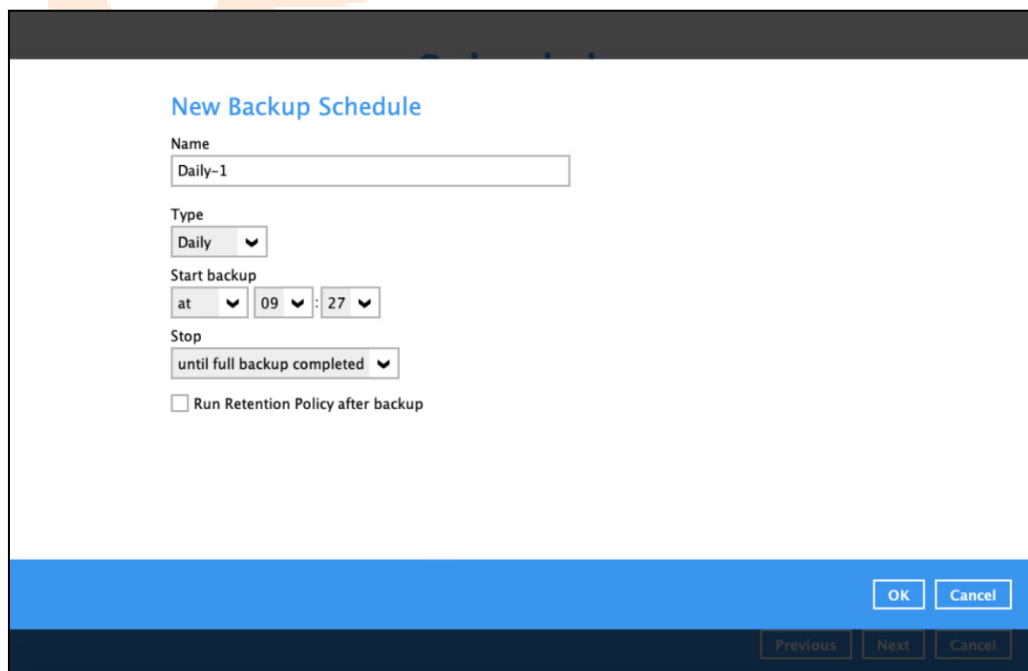 New Backup Schedule
Name
Daily-1
Type
Daily
Start backup
at 09 : 27
Stop
until full backup completed
Run Retention Policy after backup
OK Cancel
Previous Next Cancel